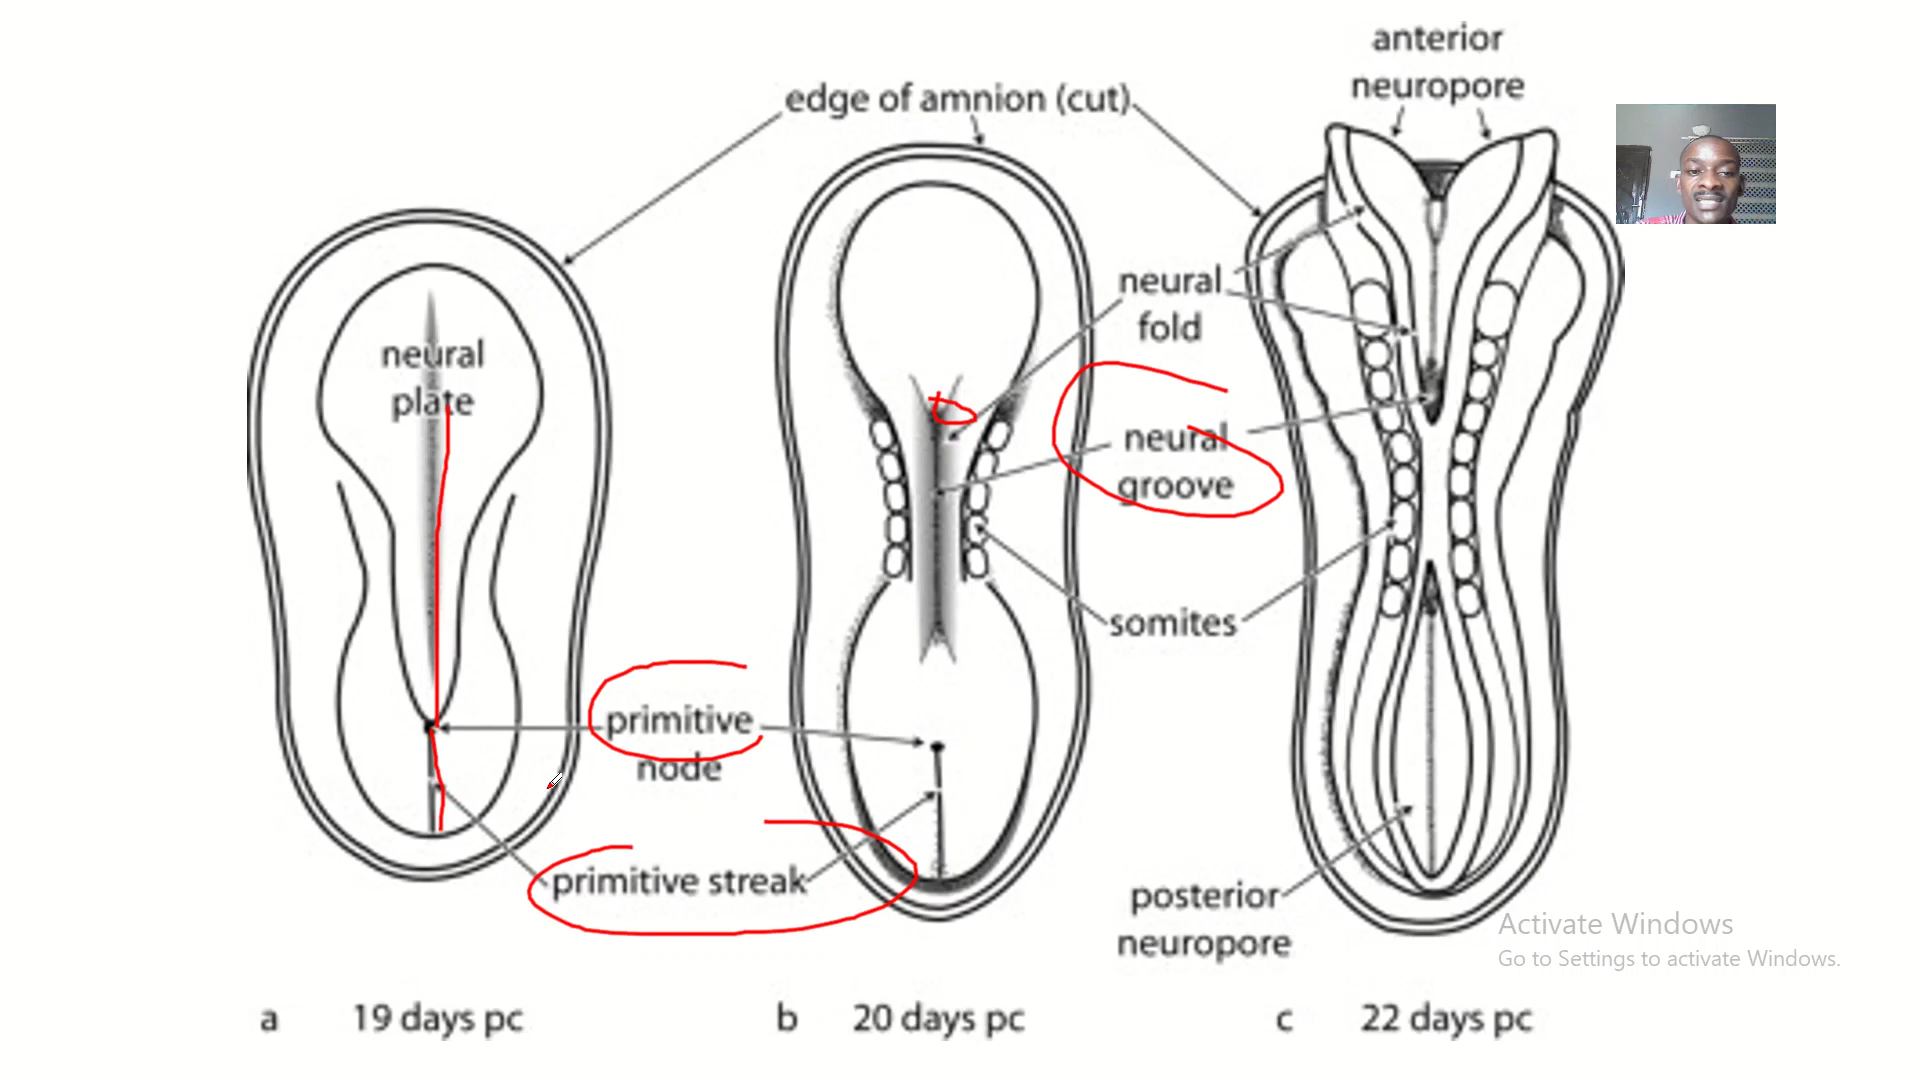 anterior
neuropore
edge of amnion (cut)
neural
fold
neural
plate
neural
groove
somites
primitive
node
primitive streak
posterior
neuropore
Activate Windows
Go to Settings to activate Windows.
a 19 days pc
b 20 days pc
c 22 days pc